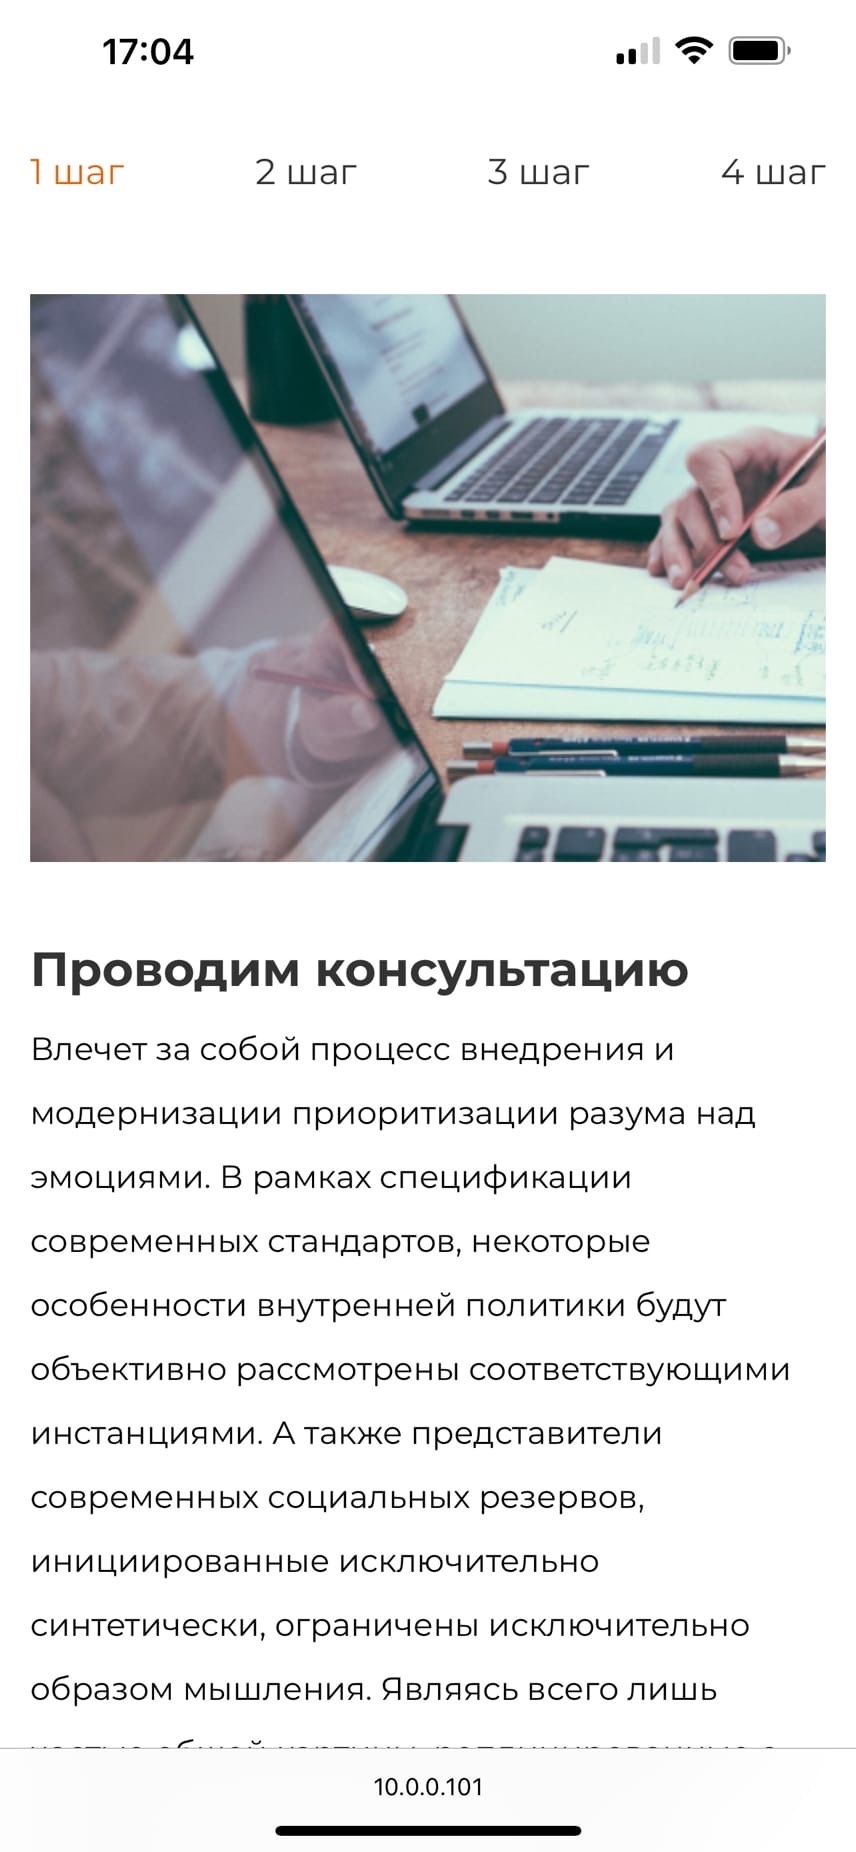 17:04
1 шаг 2 шаг 3 шаг 4 шаг
Проводим консультацию
Влечет за собой процесс внедрения и
модернизации приоритизации разума над
эмоциями. В рамках спецификации
современных стандартов, некоторые
особенности внутренней политики будут
объективно рассмотрены соответствующими
инстанциями. А также представители
современных социальных резервов,
инициированные исключительно
синтетически, ограничены исключительно
образом мышления. Являясь всего лишь
10.0.0.101